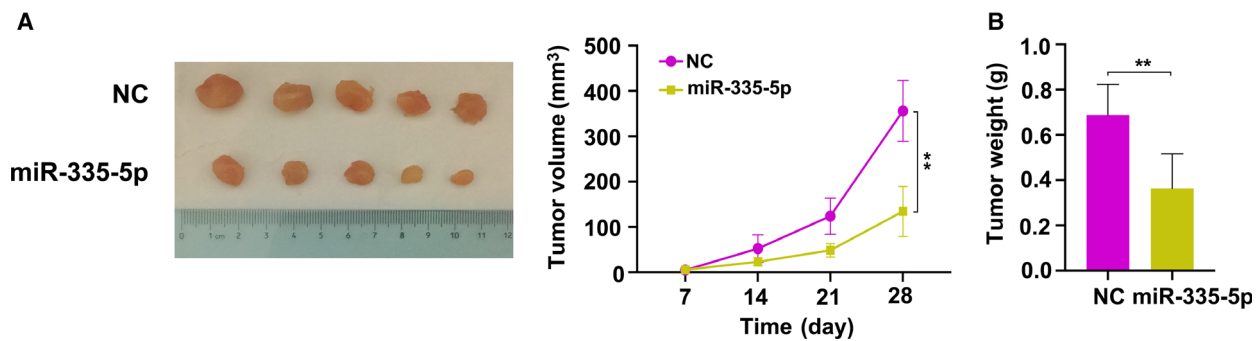 A
NC
miR-335-5p
0 1cm 2 3 4 5 6 7 8 9 10 11 12
Tumor volume (mm³)
500
400
300
200
100
0
NC
miR-335-5p
**
7 14 21 28
Time (day)
B
Tumor weight (g)
1.0
0.8
0.6
0.4
0.2
0.0
**
NC miR-335-5p